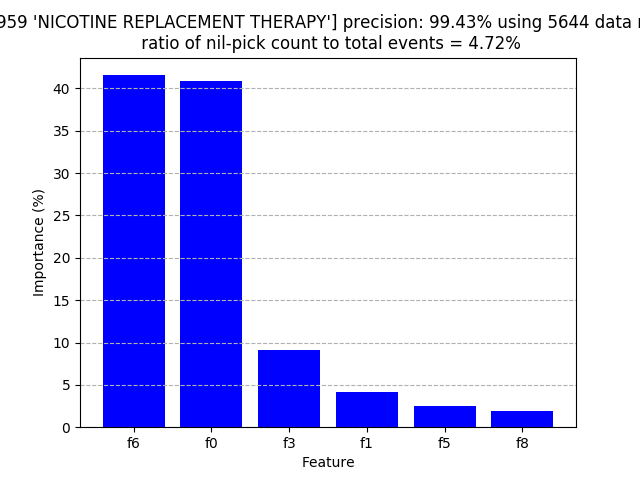 959 'NICOTINE REPLACEMENT THERAPY'] precision: 99.43% using 5644 data
ratio of nil-pick count to total events = 4.72%
40
35
30
25
20
15
10
5
0
Importance (%)
f6 f0 f3 f1 f5 f8
Feature